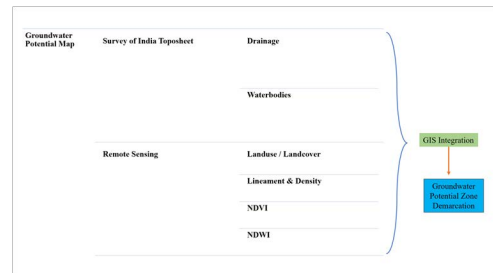 Groundwater
Potential Map
Survey of India Toposheet
Drainage
Waterbodies
Remote Sensing
Landuse / Landcover
Lineament & Density
NDVI
NDWI
GIS Integration
Groundwater
Potential Zone
Demarcation